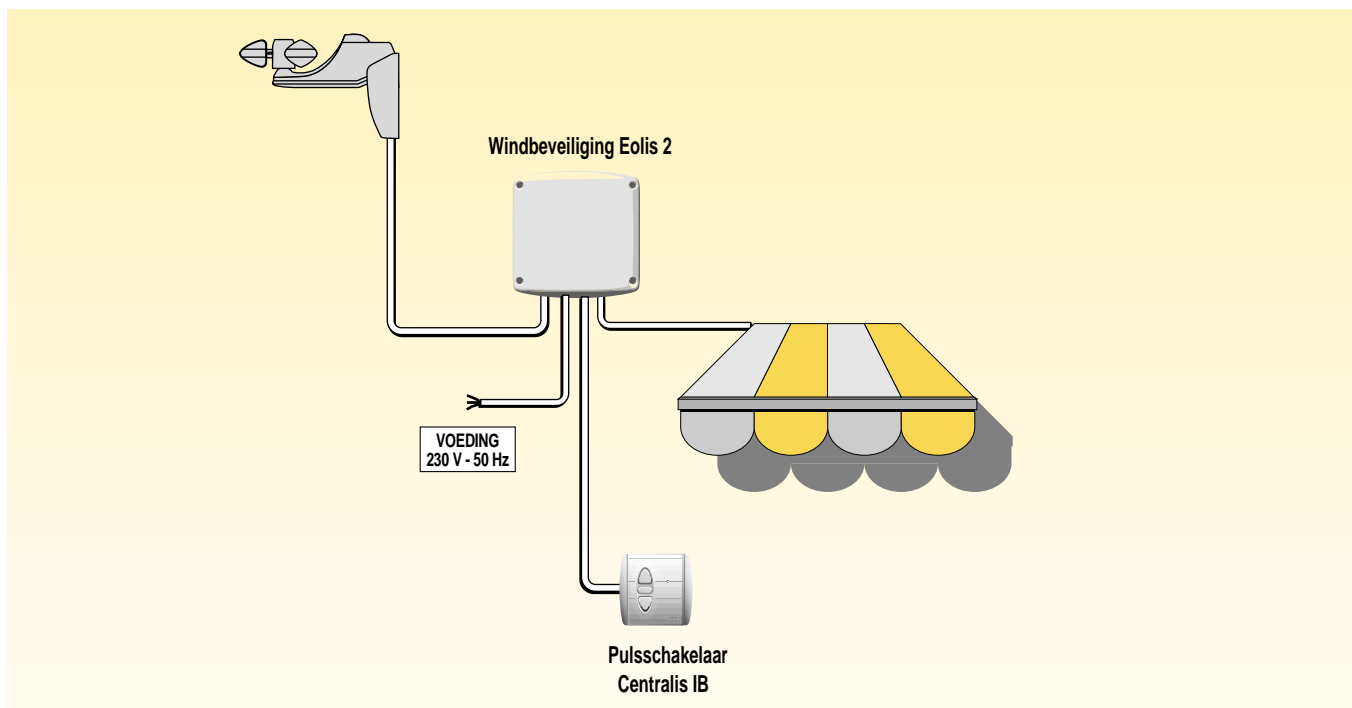 Windbeveiliging Eolis 2
VOEDING
230 V - 50 Hz
Pulsschakelaar
Centralis IB